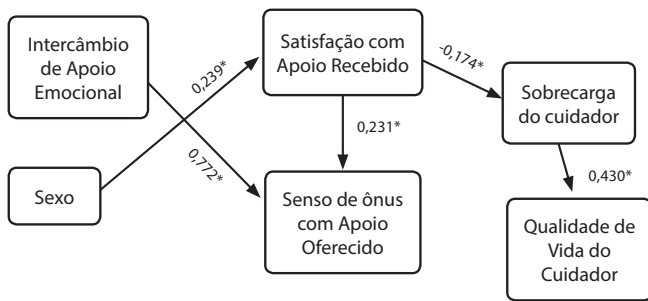 Intercâmbio
de Apoio
Emocional
Satisfação com
Apoio Recebido
Sobrecarga
do cuidador
Sexo
Senso de ônus
com Apoio
Oferecido
Qualidade de
Vida do
Cuidador
0,239*
0,772*
0,231*
-0,174*
0,430*